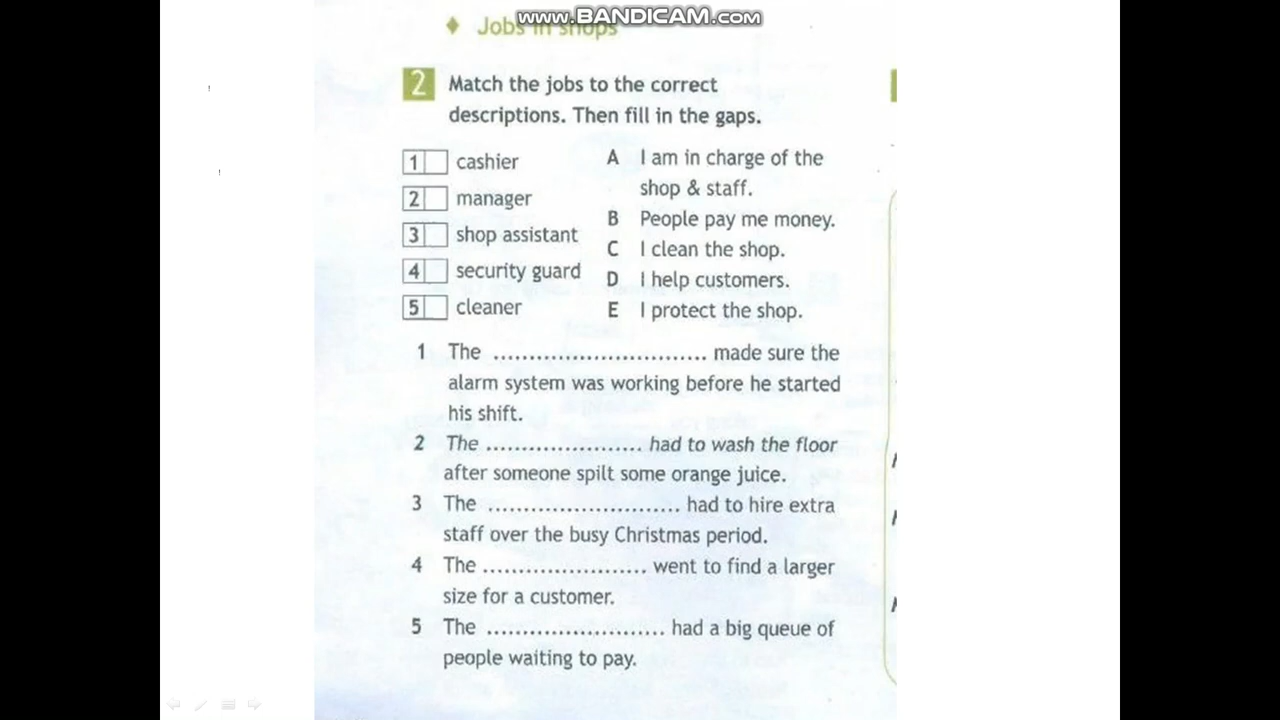 www.BANDICAM.com
♦ Jobs in shops
2 Match the jobs to the correct
descriptions. Then fill in the gaps.
1 cashier
2 manager
3 shop assistant
4 security guard
5 cleaner
A I am in charge of the
shop & staff.
B People pay me money.
C I clean the shop.
D I help customers.
E I protect the shop.
1 The ............................. made sure the
alarm system was working before he started
his shift.
2 The ...................... had to wash the floor
after someone spilt some orange juice.
3 The .......................... had to hire extra
staff over the busy Christmas period.
4 The ....................... went to find a larger
size for a customer.
5 The ......................... had a big queue of
people waiting to pay.